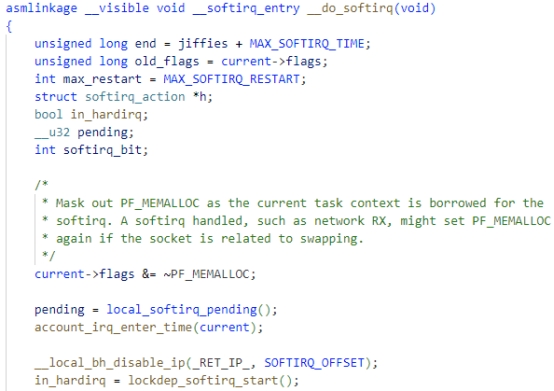 asmlinkage __visible void __softirq_entry __do_softirq(void)
{
    unsigned long end = jiffies + MAX_SOFTIRQ_TIME;
    unsigned long old_flags = current->flags;
    int max_restart = MAX_SOFTIRQ_RESTART;
    struct softirq_action *h;
    bool in_hardirq;
    __u32 pending;
    int softirq_bit;

    /*
     * Mask out PF_MEMALLOC as the current task context is borrowed for the
     * softirq. A softirq handled, such as network RX, might set PF_MEMALLOC
     * again if the socket is related to swapping.
     */
    current->flags &= ~PF_MEMALLOC;

    pending = local_softirq_pending();
    account_irq_enter_time(current);

    __local_bh_disable_ip(_RET_IP_, SOFTIRQ_OFFSET);
    in_hardirq = lockdep_softirq_start();